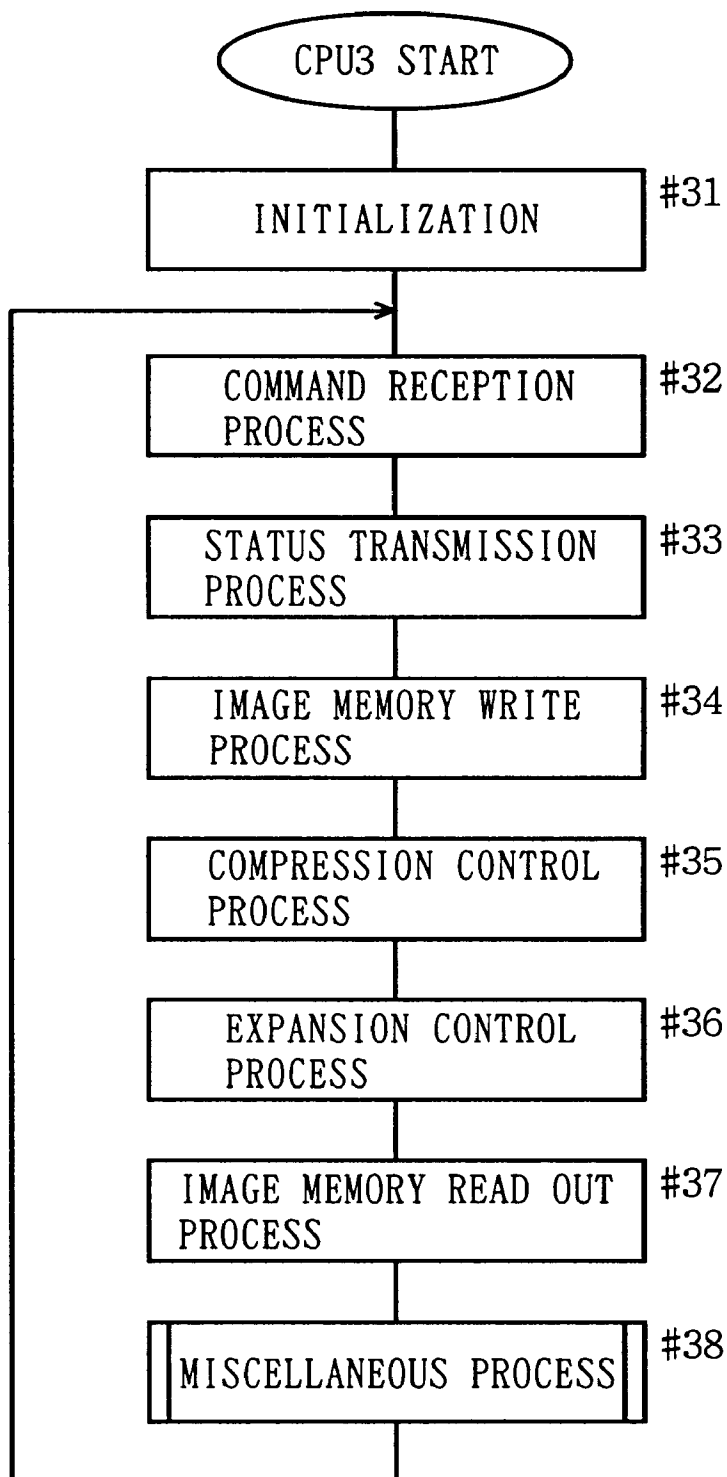 CPU3 START
#31
INITIALIZATION
#32
COMMAND RECEPTION
PROCESS
#33
STATUS TRANSMISSION
PROCESS
#34
IMAGE MEMORY WRITE
PROCESS
#35
COMPRESSION CONTROL
PROCESS
#36
EXPANSION CONTROL
PROCESS
#37
IMAGE MEMORY READ OUT
PROCESS
#38
MISCELLANEOUS PROCESS